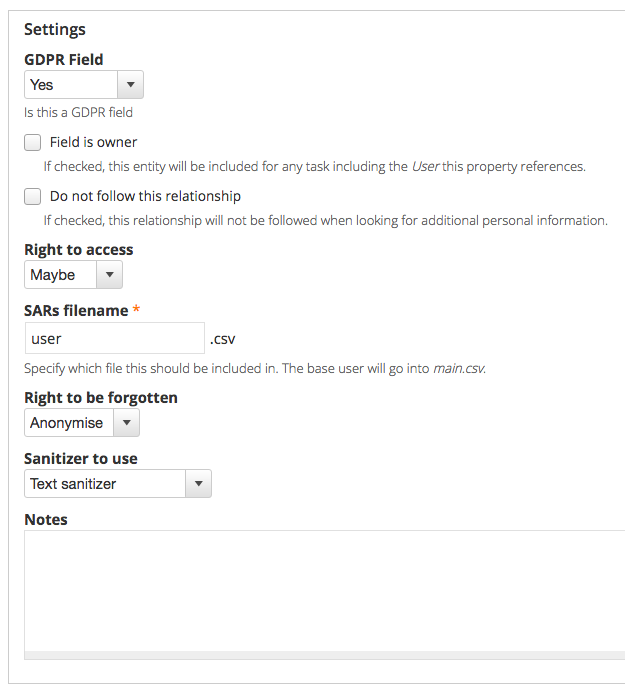 Settings
GDPR Field
Yes
Is this a GDPR field
Field is owner
If checked, this entity will be included for any task including the User this property references.
Do not follow this relationship
If checked, this relationship will not be followed when looking for additional personal information.
Right to access
Maybe
SARs filename *
user .csv
Specify which file this should be included in. The base user will go into main.csv.
Right to be forgotten
Anonymise
Sanitizer to use
Text sanitizer
Notes